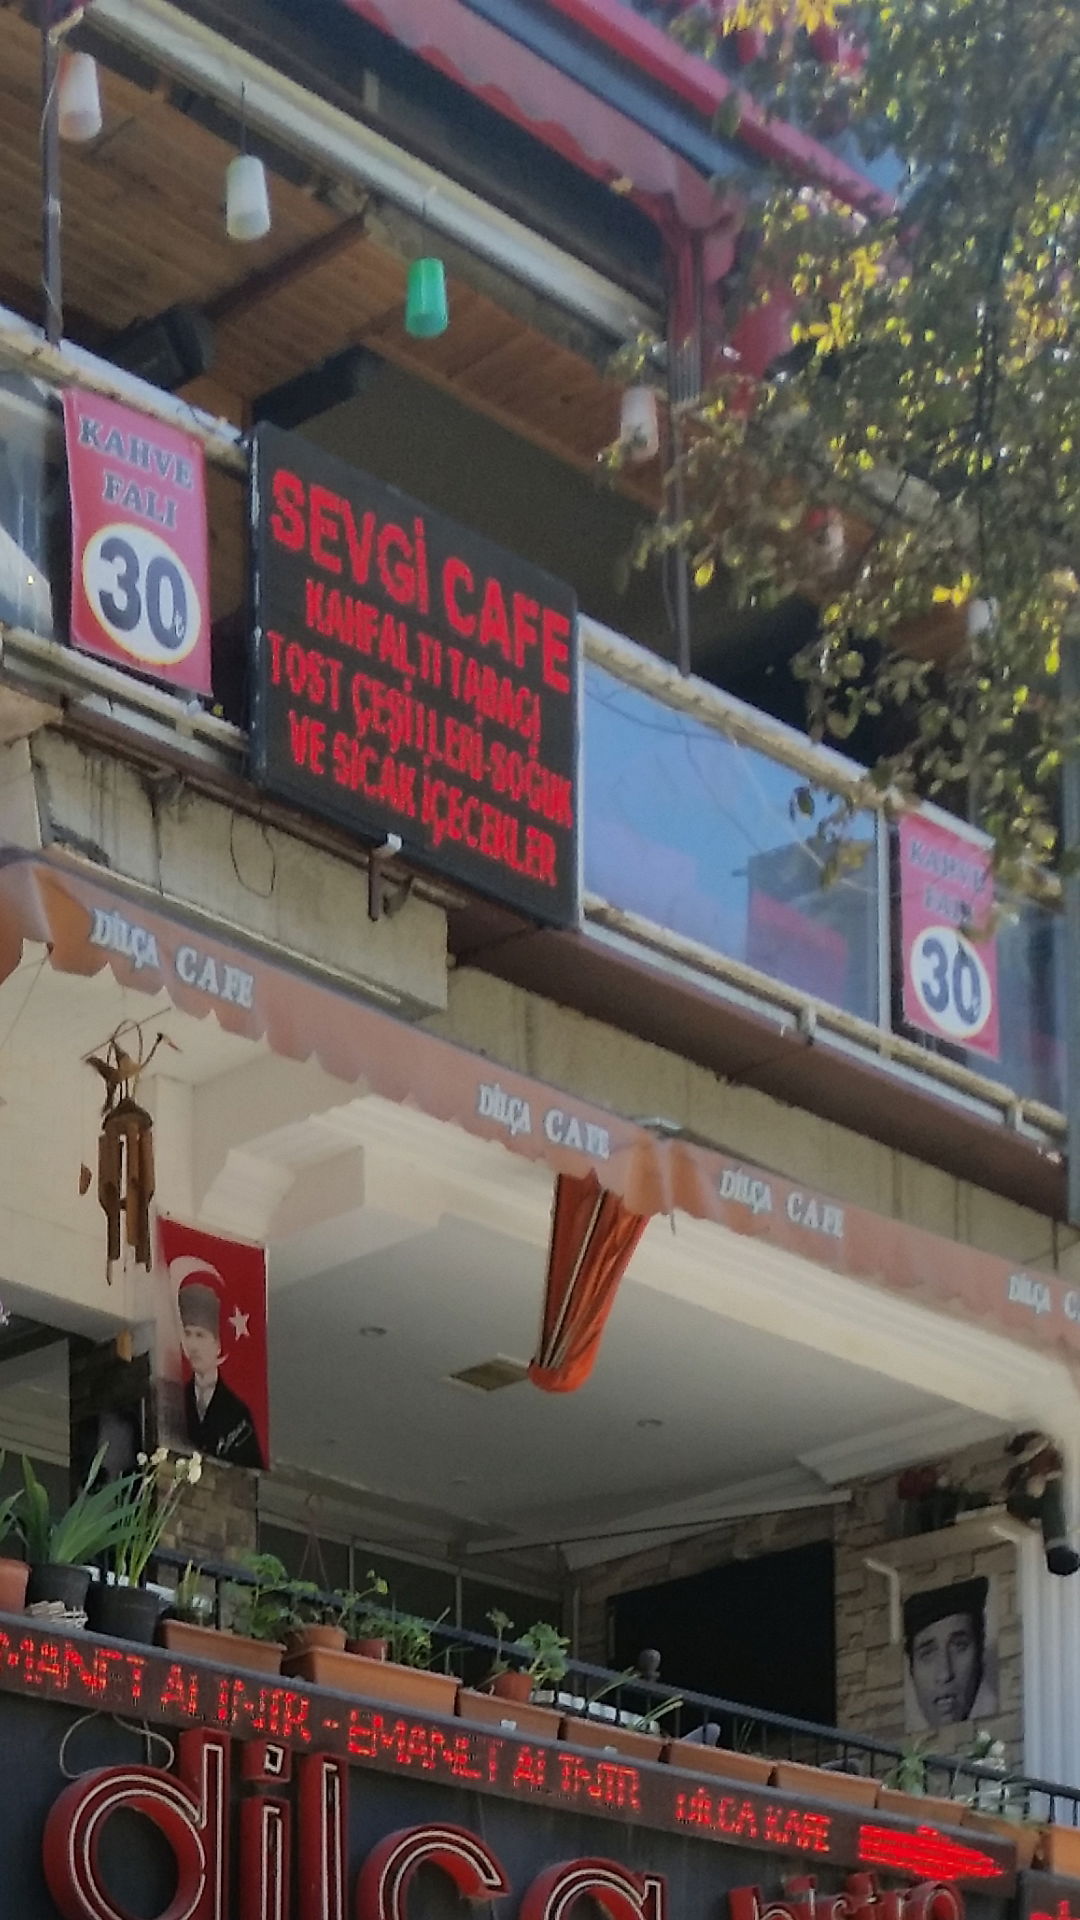 KAHVE
FALI
30₺
SEVGİ CAFE
KAHFALTI TABAĞI
TOST ÇEŞİTLERİ-SOĞUK
VE SICAK İÇECEKLER
KAHVE
FALI
30₺
DİLÇA CAFE
DİLÇA CAFE
DİLÇA CAFE
DİLÇA
EMANET ALINIR - EMANET ALINIR DİLÇA KAFE
dilça